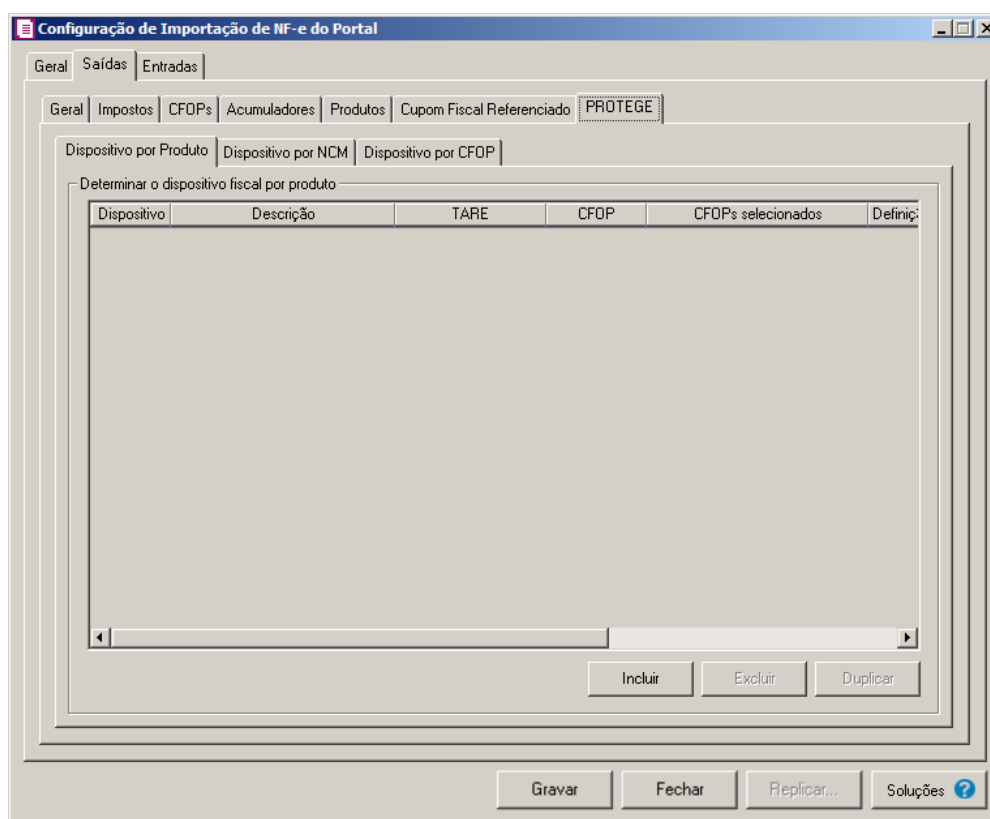 Configuração de Importação de NF-e do Portal
Geral Saídas Entradas
Geral Impostos CFOPs Acumuladores Produtos Cupom Fiscal Referenciado PROTEGE
Dispositivo por Produto Dispositivo por NCM Dispositivo por CFOP
Determinar o dispositivo fiscal por produto
Dispositivo Descrição TARE CFOP CFOPs selecionados
Incluir Excluir Duplicar
Gravar Fechar Replicar... Soluções ?